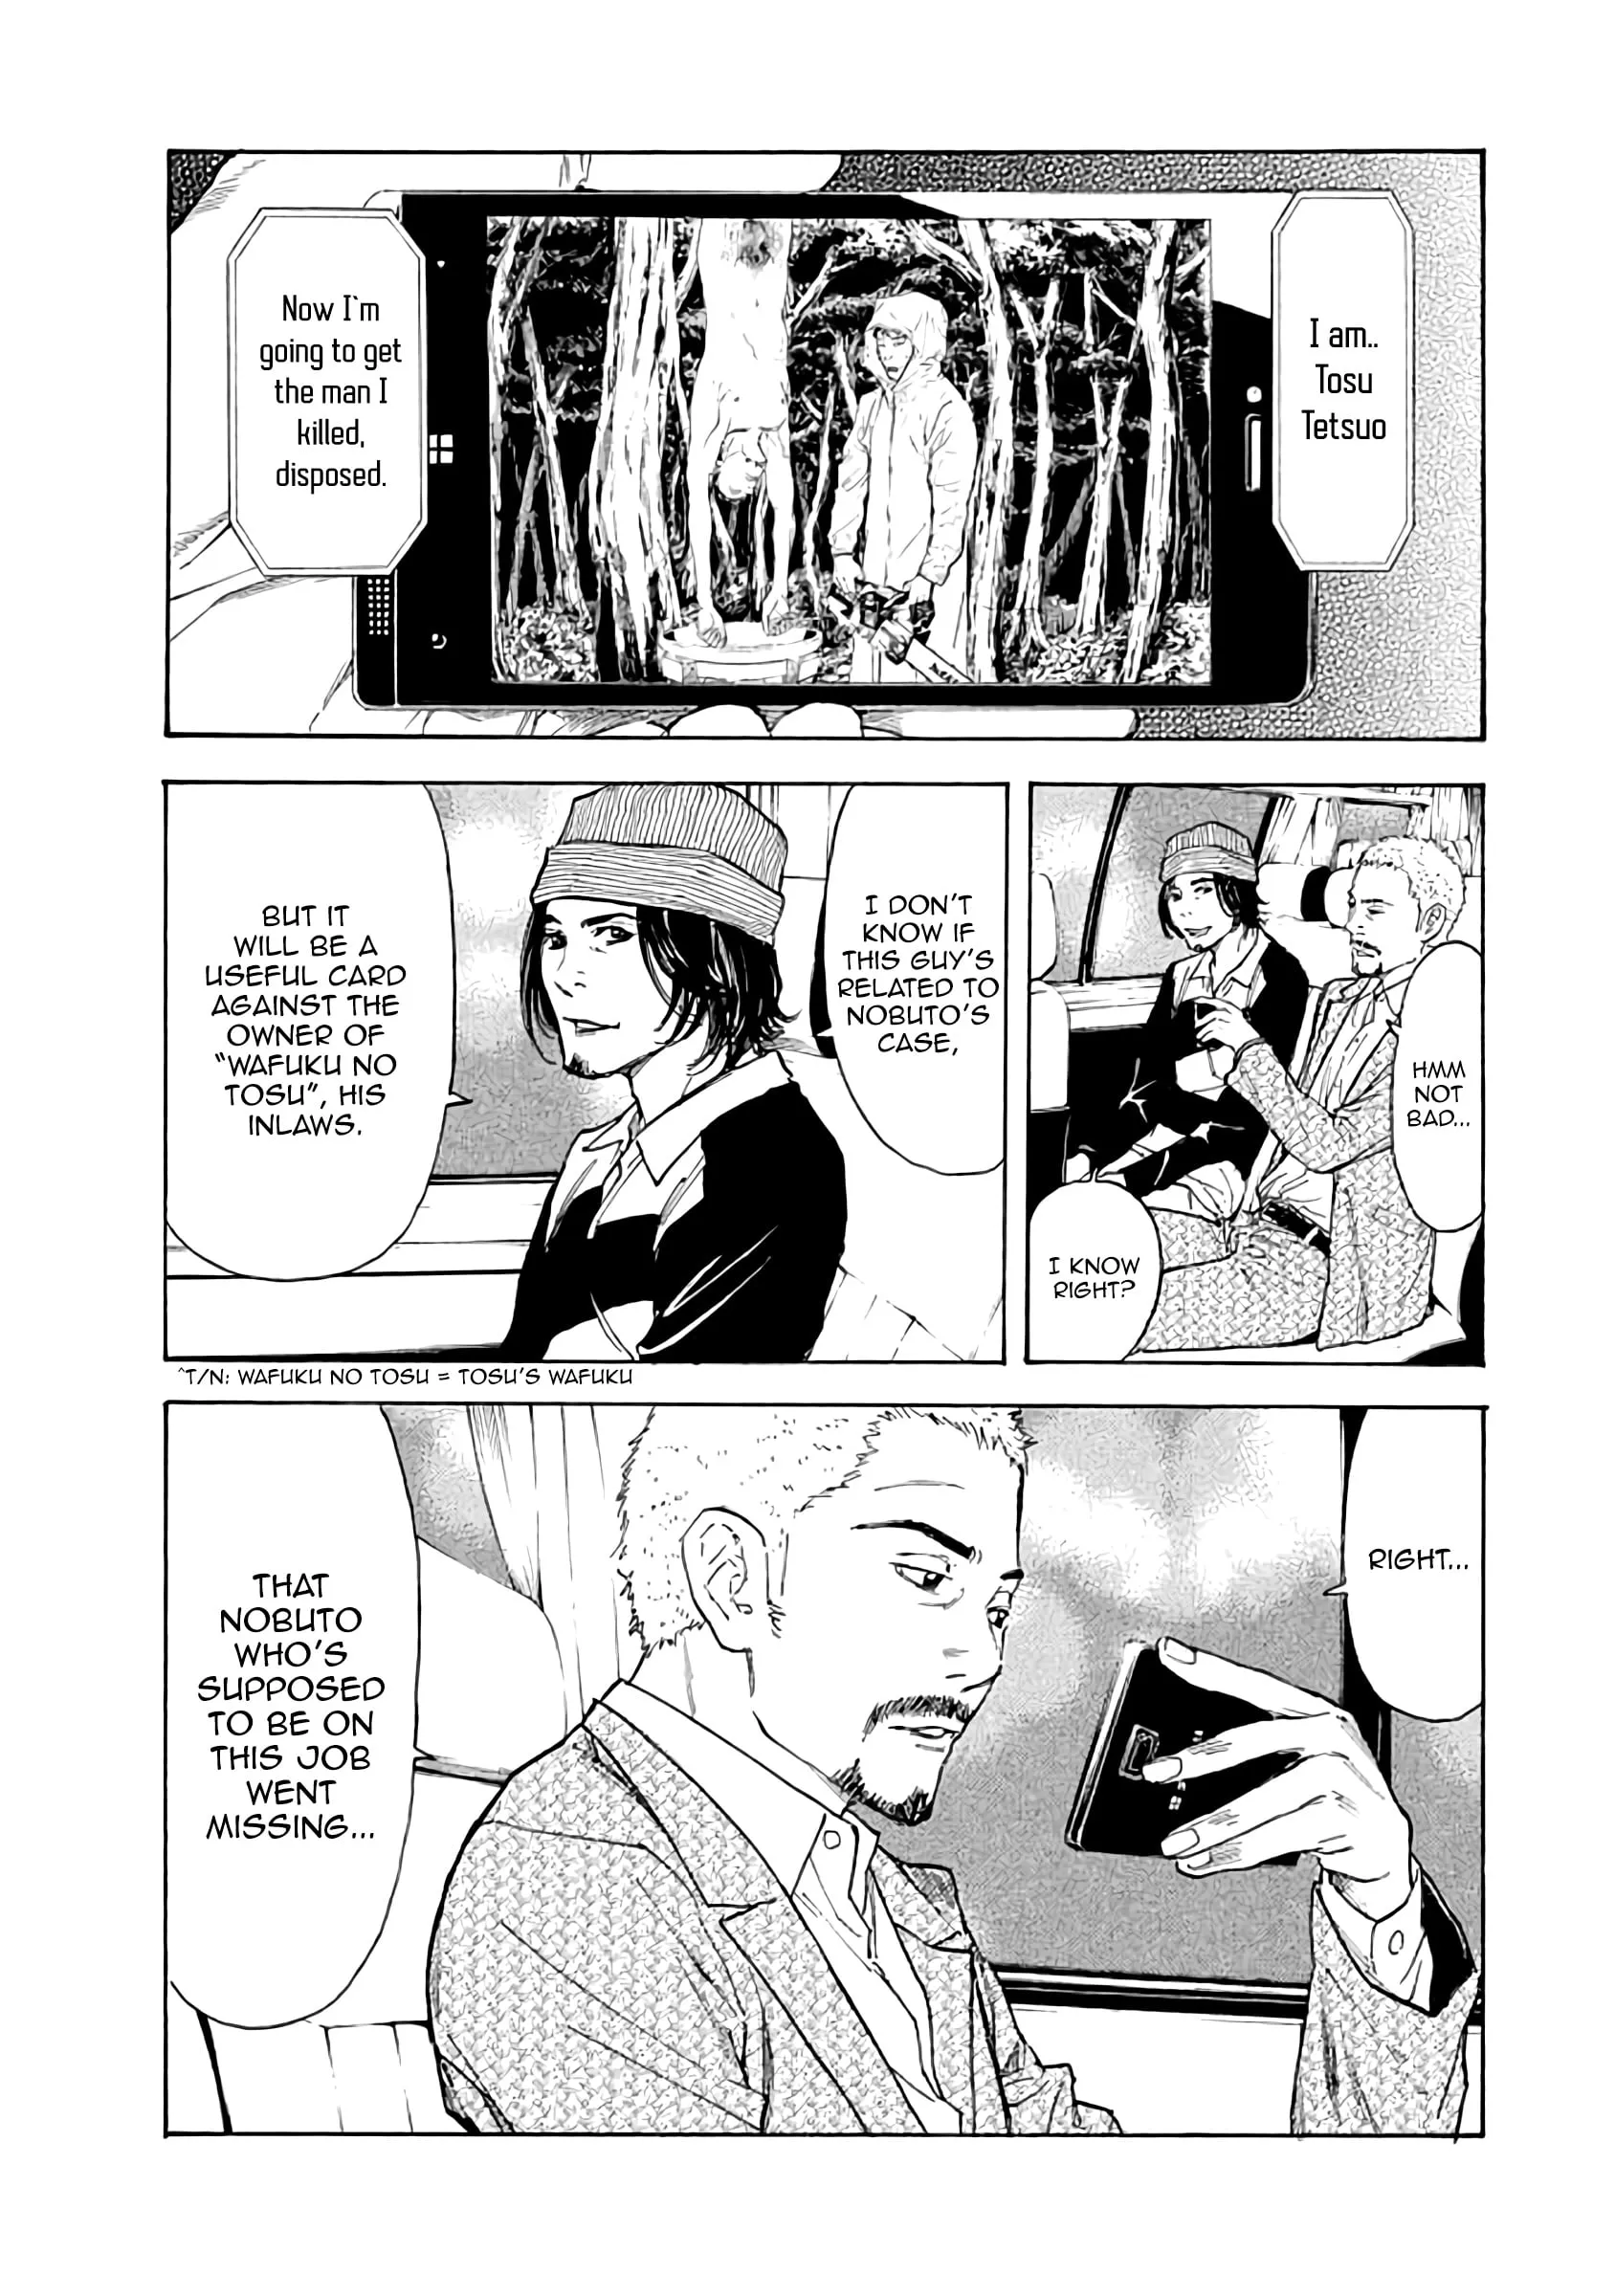 I am..
Tosu
Tetsuo
Now I`m
going to get
the man I
killed,
disposed.
HMM
NOT
BAD...
I KNOW
RIGHT?
I DON'T
KNOW IF
THIS GUY'S
RELATED TO
NOBUTO'S
CASE,
BUT IT
WILL BE A
USEFUL CARD
AGAINST THE
OWNER OF
"WAFUKU NO
TOSU", HIS
INLAWS.
^T/N: WAFUKU NO TOSU = TOSU'S WAFUKU
RIGHT...
THAT
NOBUTO
WHO'S
SUPPOSED
TO BE ON
THIS JOB
WENT
MISSING...